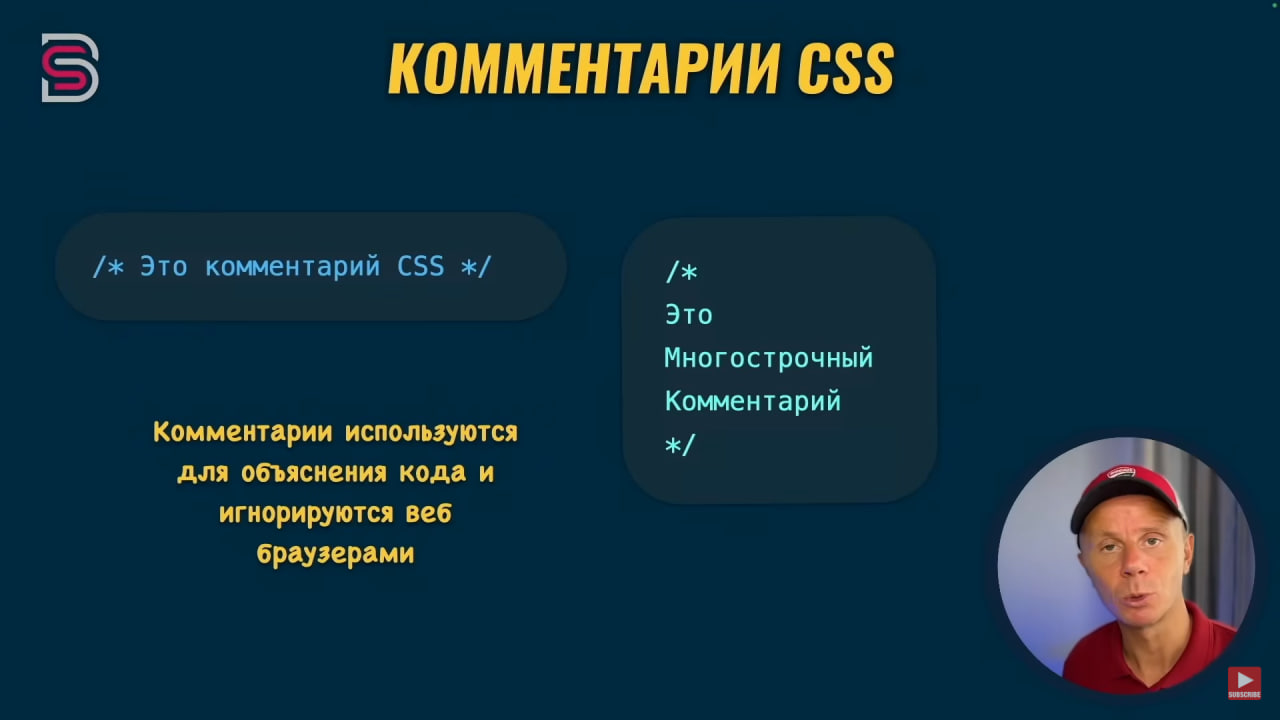 КОММЕНТАРИИ CSS
/* Это комментарий CSS */
/*
Это
Многострочный
Комментарий
*/
Комментарии используются
для объяснения кода и
игнорируются веб
браузерами
SUBSCRIBE